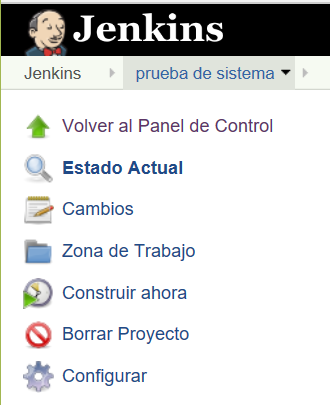 Jenkins
Jenkins prueba de sistema
Volver al Panel de Control
Estado Actual
Cambios
Zona de Trabajo
Construir ahora
Borrar Proyecto
Configurar